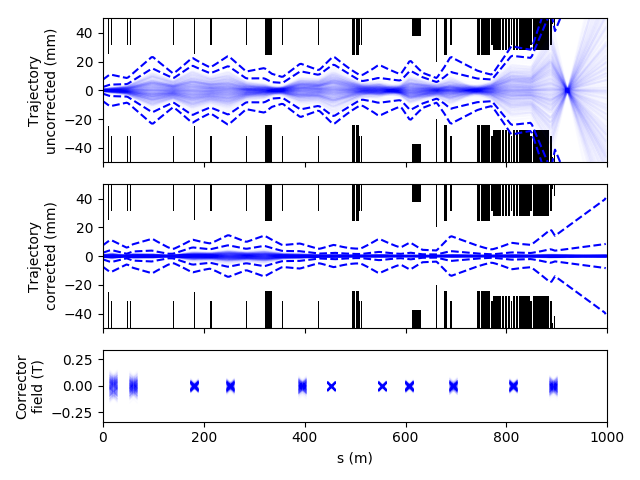 Trajectory
uncorrected (mm)
40
20
0
−20
−40
Trajectory
corrected (mm)
40
20
0
−20
−40
Corrector
field (T)
0.25
0.00
−0.25
0 200 400 600 800 1000
s (m)